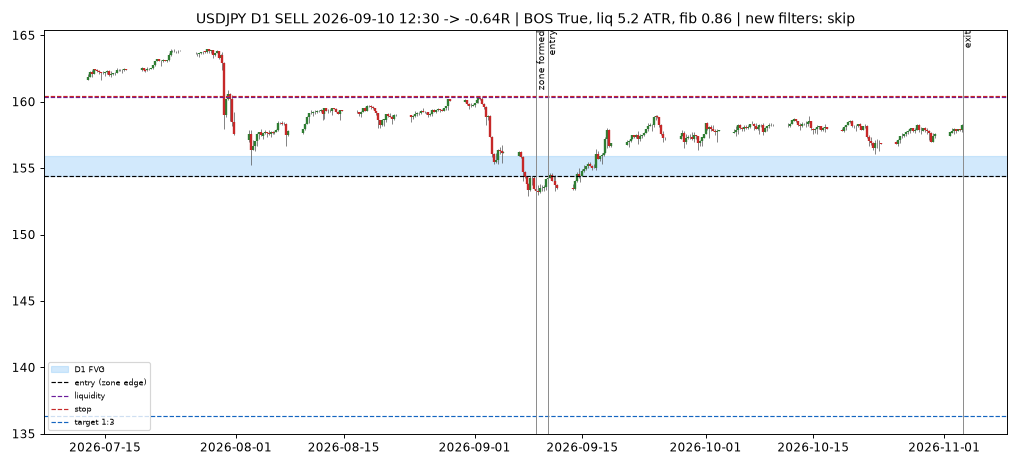 USDJPY D1 SELL 2026-09-10 12:30 -> -0.64R | BOS True, liq 5.2 ATR, fib 0.86 | new filters: skip
165
160
155
150
145
140
135
zone formed
entry
exit
D1 FVG
entry (zone edge)
liquidity
stop
target 1:3
2026-07-15
2026-08-01
2026-08-15
2026-09-01
2026-09-15
2026-10-01
2026-10-15
2026-11-01